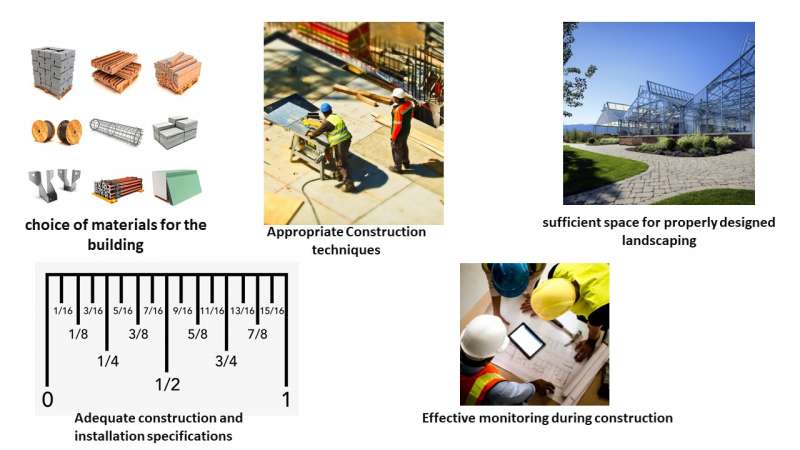 choice of materials for the
building
Appropriate Construction
techniques
sufficient space for properly designed
landscaping
1/16 3/16 5/16 7/16 9/16 11/16 13/16 15/16
1/8 3/8 5/8 7/8
1/4 3/4
1/2
0 1
Adequate construction and
installation specifications
Effective monitoring during construction